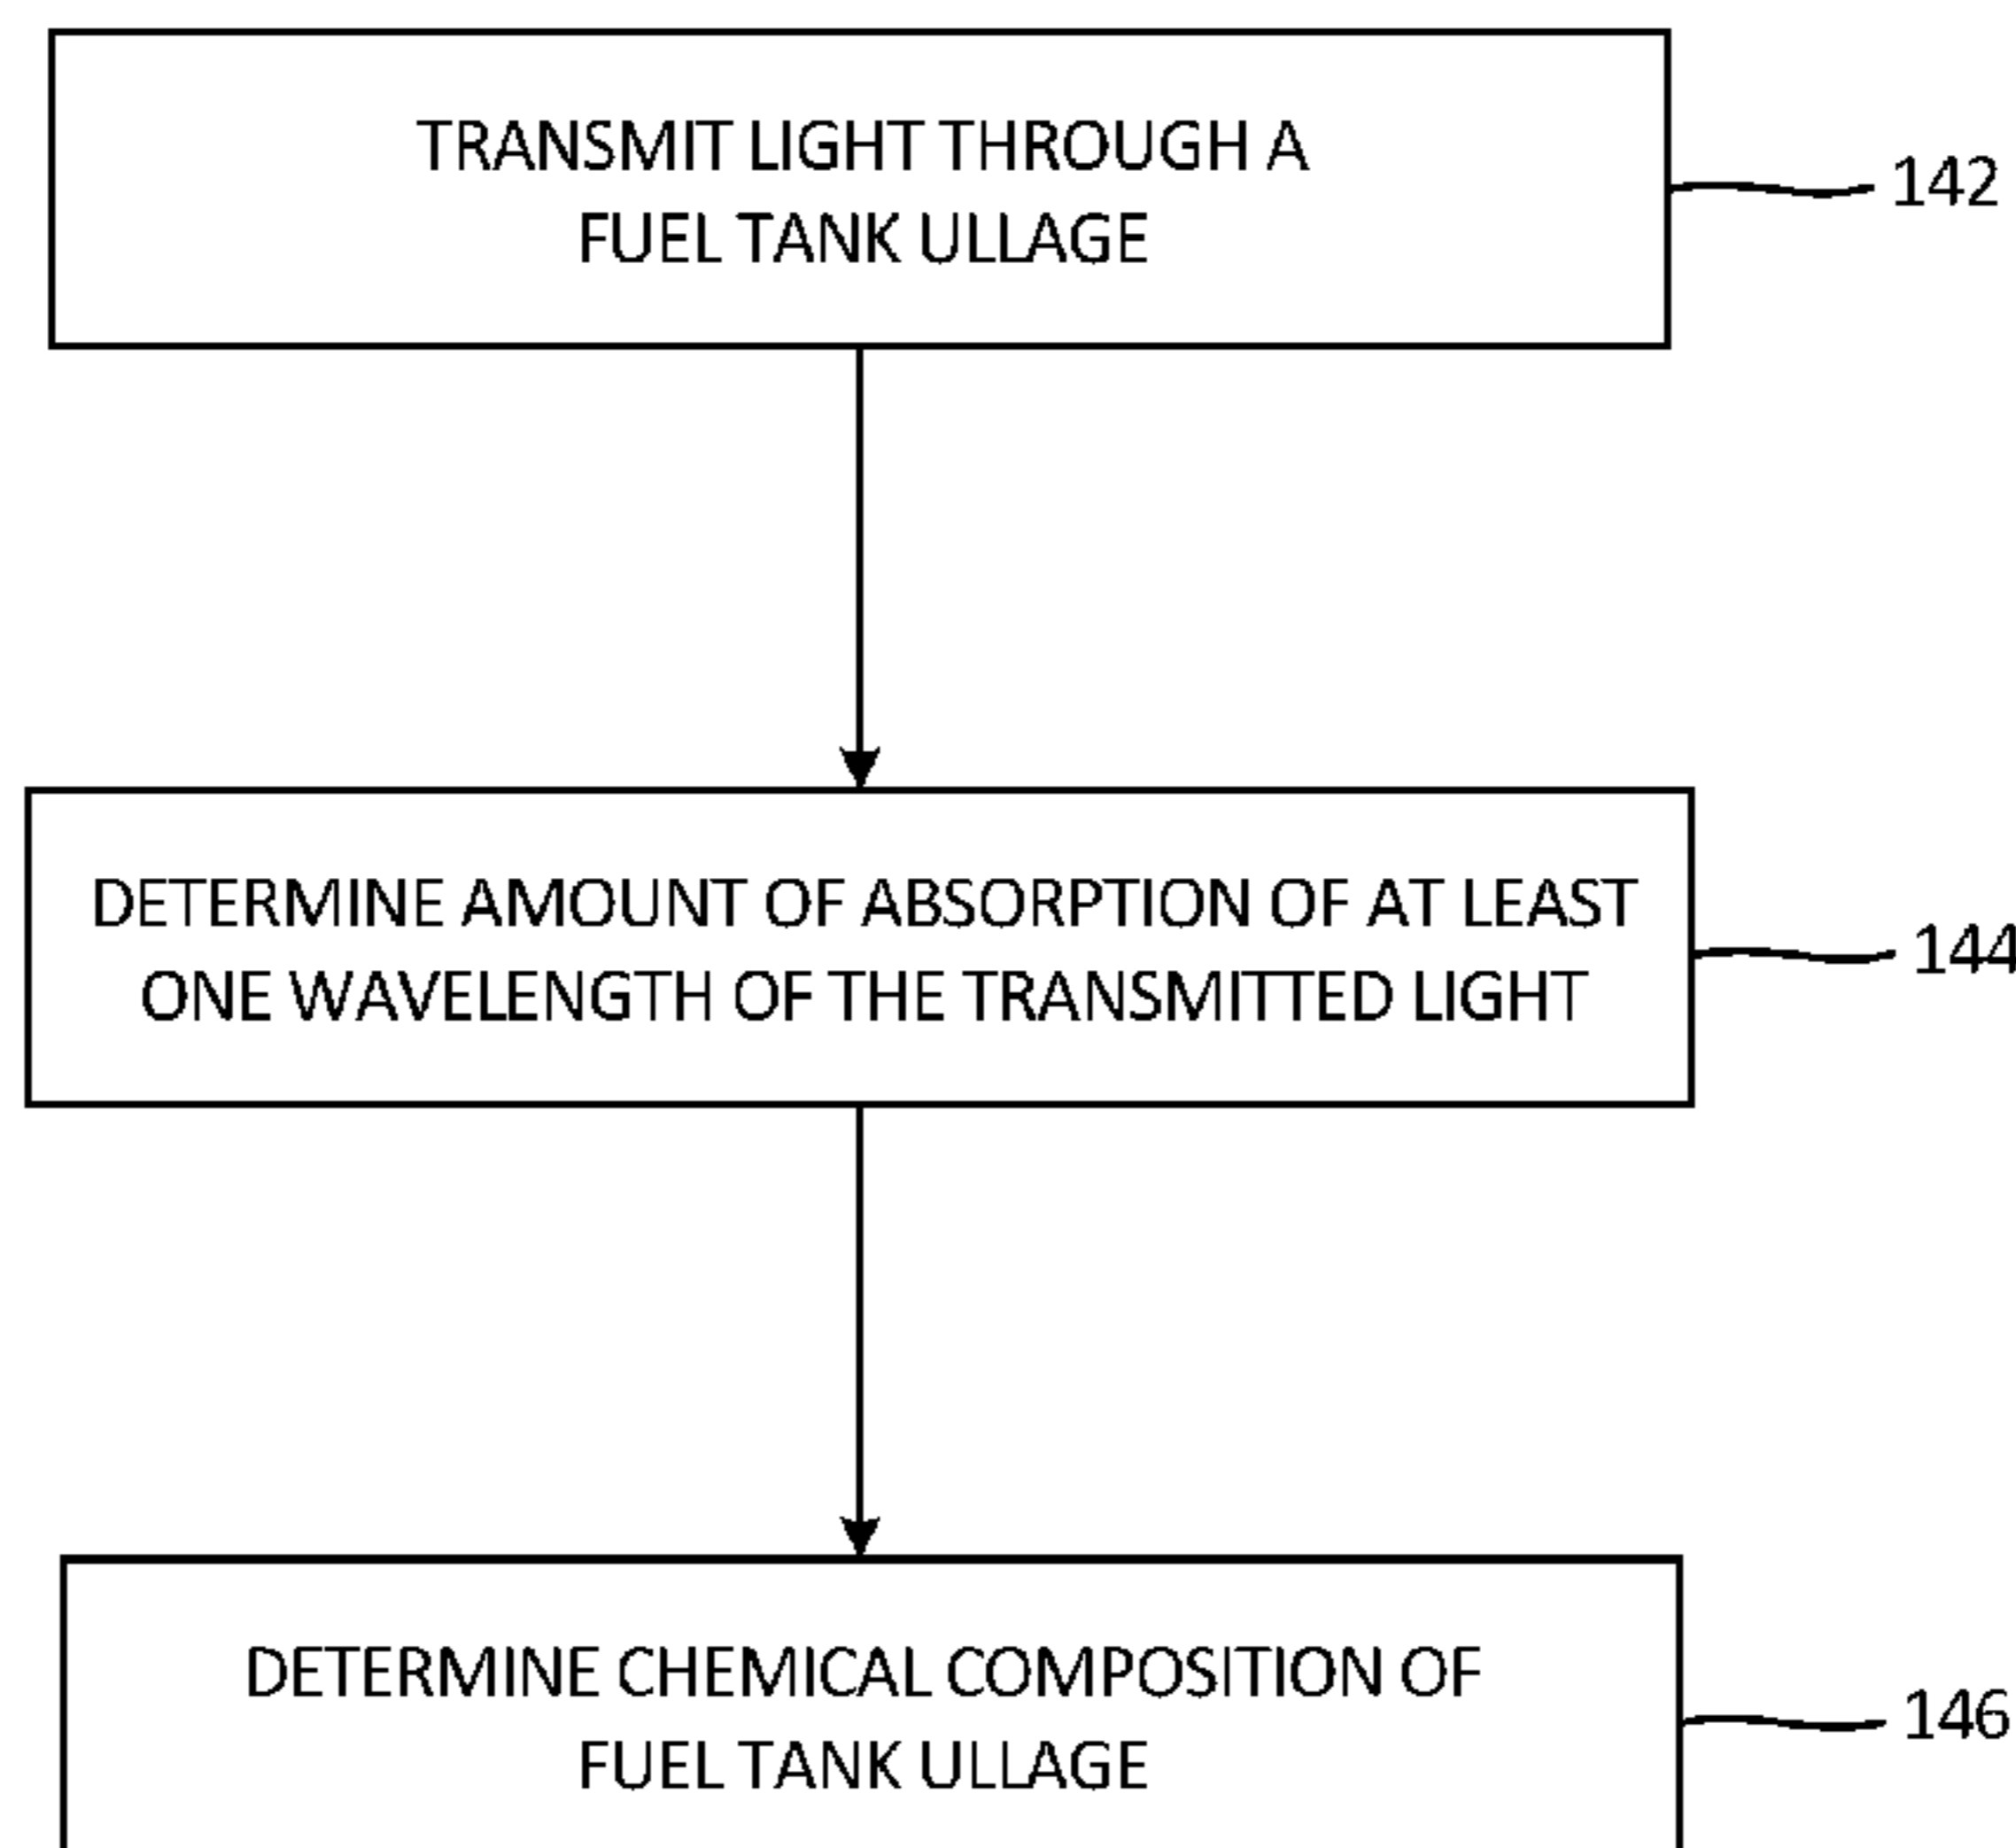 TRANSMIT LIGHT THROUGH A
FUEL TANK ULLAGE
142
DETERMINE AMOUNT OF ABSORPTION OF AT LEAST
ONE WAVELENGTH OF THE TRANSMITTED LIGHT
144
DETERMINE CHEMICAL COMPOSITION OF
FUEL TANK ULLAGE
146